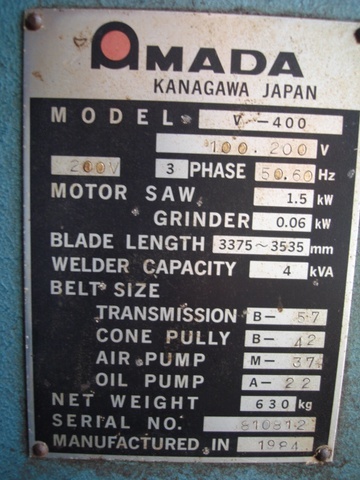 AMADA
KANAGAWA JAPAN
MODEL V-400
100.200 V
200V 3 PHASE 50.60 Hz
MOTOR SAW 1.5 kW
GRINDER 0.06 kW
BLADE LENGTH 3375~3535 mm
WELDER CAPACITY 4 kVA
BELT SIZE
TRANSMISSION B-57
CONE PULLY B-42
AIR PUMP M-37
OIL PUMP A-22
NET WEIGHT 630 kg
SERIAL NO. 810812
MANUFACTURED IN 1984